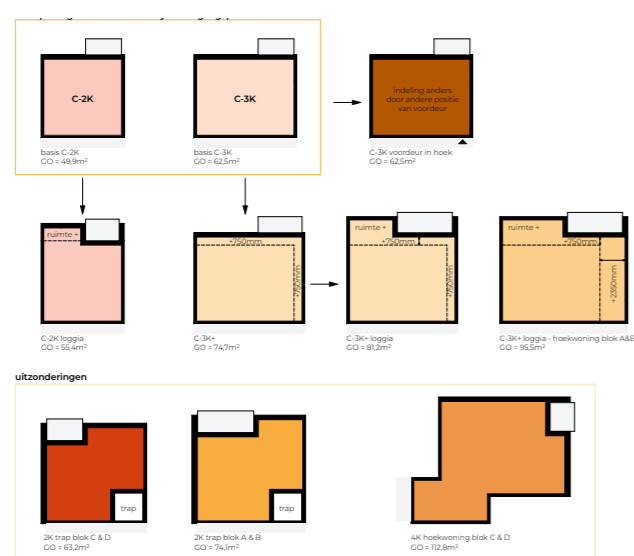 C-2K
C-3K
indeling anders
door andere positie
van voordeur
basis C-2K
GO = 49,9m²
basis C-3K
GO = 62,5m²
C-3K voordeur in hoek
GO = 62,5m²
ruimte +
+750mm
+750mm
ruimte +
+750mm
+750mm
ruimte +
+750mm
+2350mm
C-2K loggia
GO = 55,4m²
C-3K+
GO = 74,7m²
C-3K+ loggia
GO = 81,2m²
C-3K+ loggia - hoekwoning blok A&B
GO = 95,5m²
uitzonderingen
trap
trap
2K trap blok C & D
GO = 63,2m²
2K trap blok A & B
GO = 74,1m²
4K hoekwoning blok C & D
GO = 112,8m²